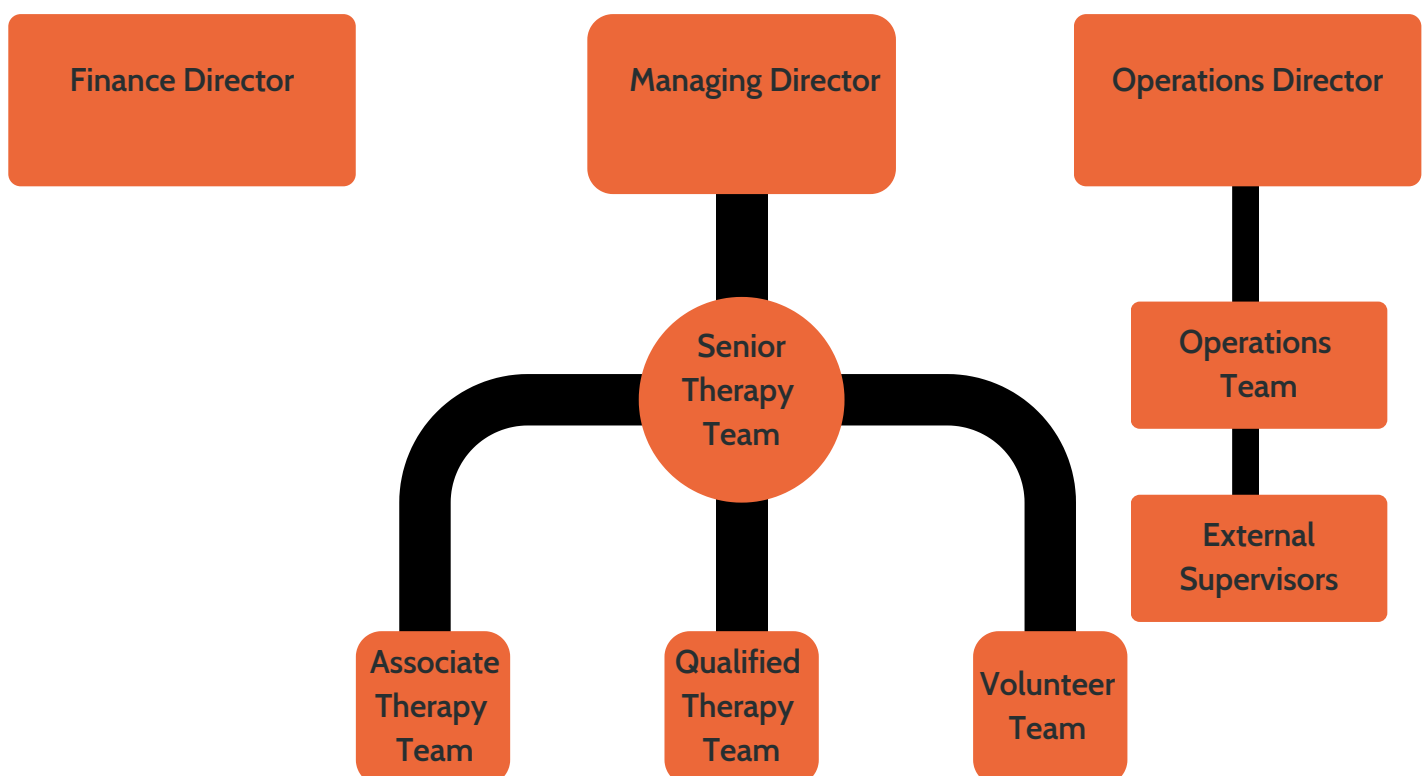 Finance Director
Managing Director
Operations Director
Senior
Therapy
Team
Operations
Team
External
Supervisors
Associate
Therapy
Team
Qualified
Therapy
Team
Volunteer
Team